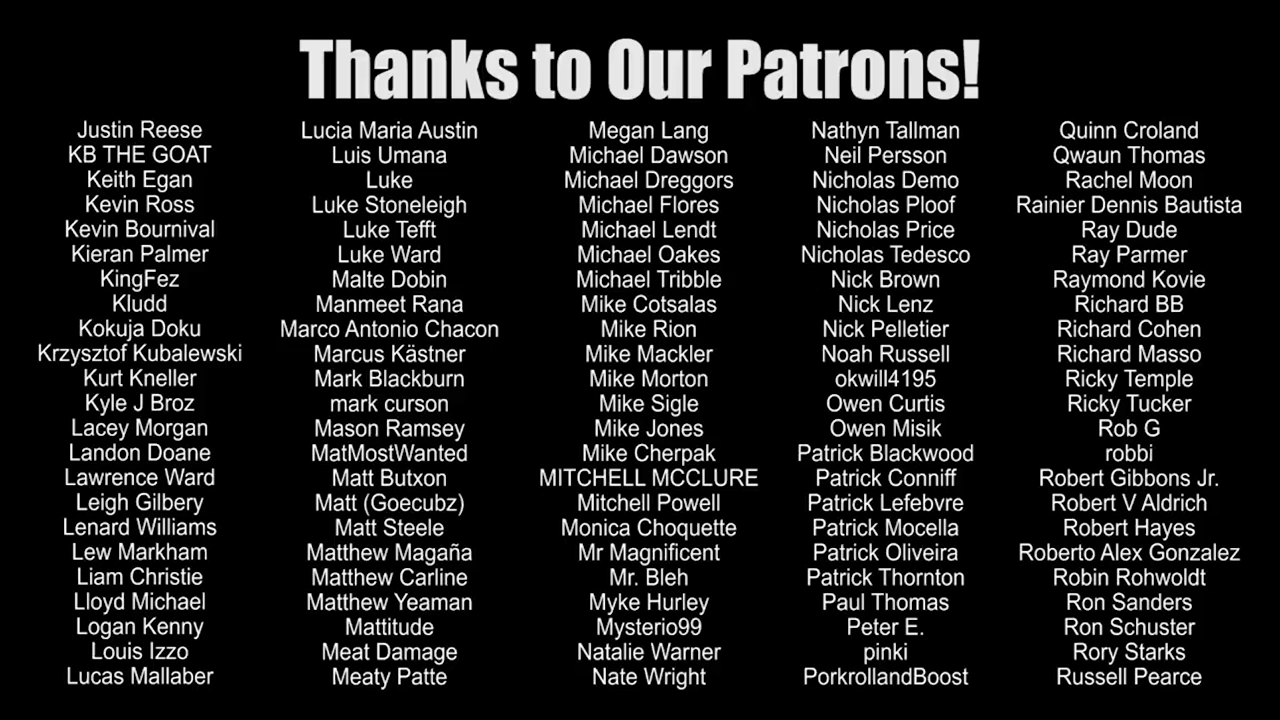 Thanks to Our Patrons!
Justin Reese
KB THE GOAT
Keith Egan
Kevin Ross
Kevin Bournival
Kieran Palmer
KingFez
Kludd
Kokuja Doku
Krzysztof Kubalewski
Kurt Kneller
Kyle J Broz
Lacey Morgan
Landon Doane
Lawrence Ward
Leigh Gilbery
Lenard Williams
Lew Markham
Liam Christie
Lloyd Michael
Logan Kenny
Louis Izzo
Lucas Mallaber
Lucia Maria Austin
Luis Umana
Luke
Luke Stoneleigh
Luke Tefft
Luke Ward
Malte Dobin
Manmeet Rana
Marco Antonio Chacon
Marcus Kästner
Mark Blackburn
mark curson
Mason Ramsey
MatMostWanted
Matt Butxon
Matt (Goecubz)
Matt Steele
Matthew Magaña
Matthew Carline
Matthew Yeaman
Mattitude
Meat Damage
Meaty Patte
Megan Lang
Michael Dawson
Michael Dreggors
Michael Flores
Michael Lendt
Michael Oakes
Michael Tribble
Mike Cotsalas
Mike Rion
Mike Mackler
Mike Morton
Mike Sigle
Mike Jones
Mike Cherpak
MITCHELL MCCLURE
Mitchell Powell
Monica Choquette
Mr Magnificent
Mr. Bleh
Myke Hurley
Mysterio99
Natalie Warner
Nate Wright
Nathyn Tallman
Neil Persson
Nicholas Demo
Nicholas Ploof
Nicholas Price
Nicholas Tedesco
Nick Brown
Nick Lenz
Nick Pelletier
Noah Russell
okwill4195
Owen Curtis
Owen Misik
Patrick Blackwood
Patrick Conniff
Patrick Lefebvre
Patrick Mocella
Patrick Oliveira
Patrick Thornton
Paul Thomas
Peter E.
pinki
PorkrollandBoost
Quinn Croland
Qwaun Thomas
Rachel Moon
Rainier Dennis Bautista
Ray Dude
Ray Parmer
Raymond Kovie
Richard BB
Richard Cohen
Richard Masso
Ricky Temple
Ricky Tucker
Rob G
robbi
Robert Gibbons Jr.
Robert V Aldrich
Robert Hayes
Roberto Alex Gonzalez
Robin Rohwoldt
Ron Sanders
Ron Schuster
Rory Starks
Russell Pearce